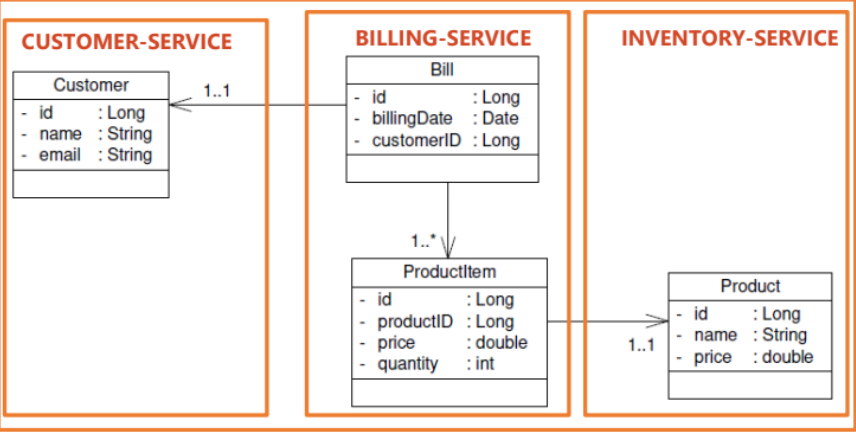 CUSTOMER-SERVICE
Customer
- id : Long
- name : String
- email : String
1..1
BILLING-SERVICE
Bill
- id : Long
- billingDate : Date
- customerID : Long
1..*
ProductItem
- id : Long
- productID : Long
- price : double
- quantity : int
INVENTORY-SERVICE
1..1
Product
- id : Long
- name : String
- price : double